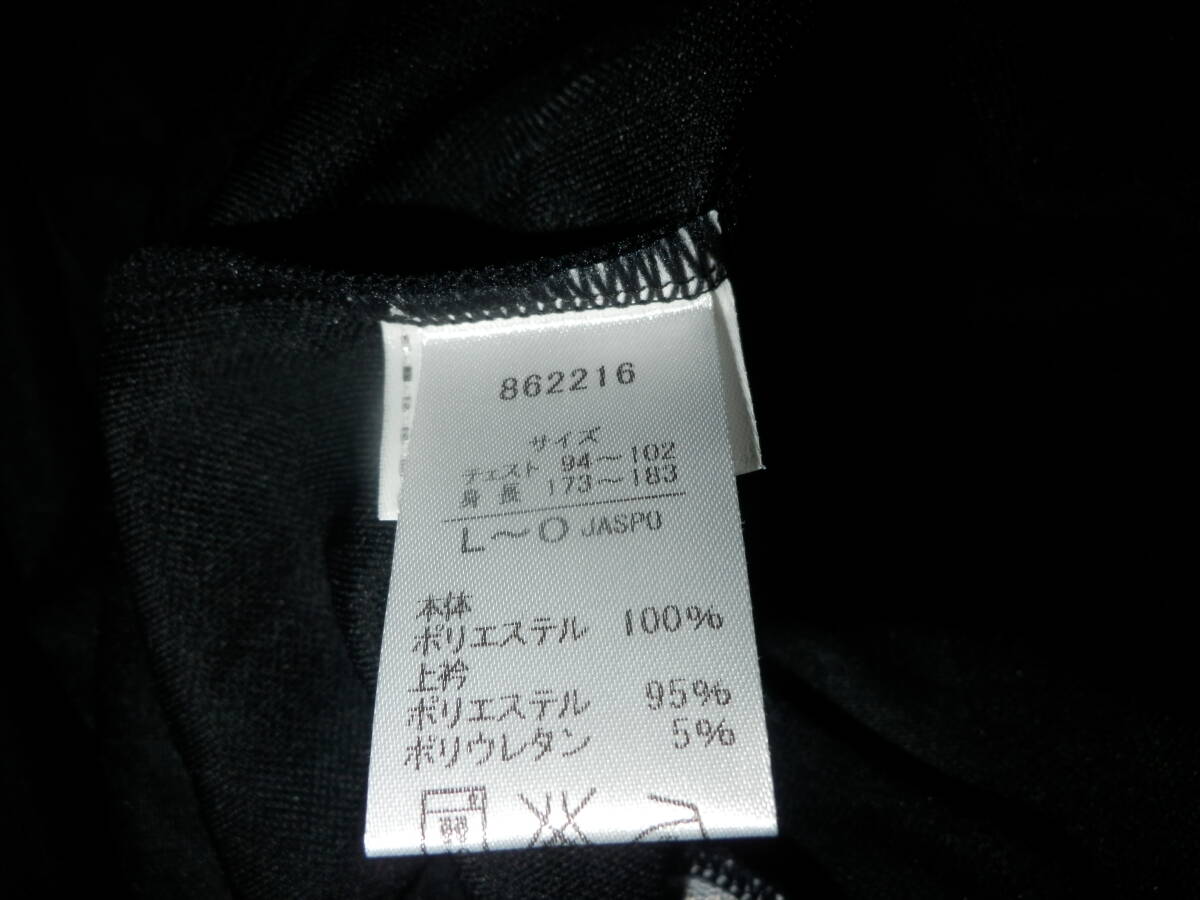 862216
サイズ
チェスト 94～102
身長 173～183
L～O JASPO
本体
ポリエステル 100%
上衿
ポリエステル 95%
ポリウレタン 5%